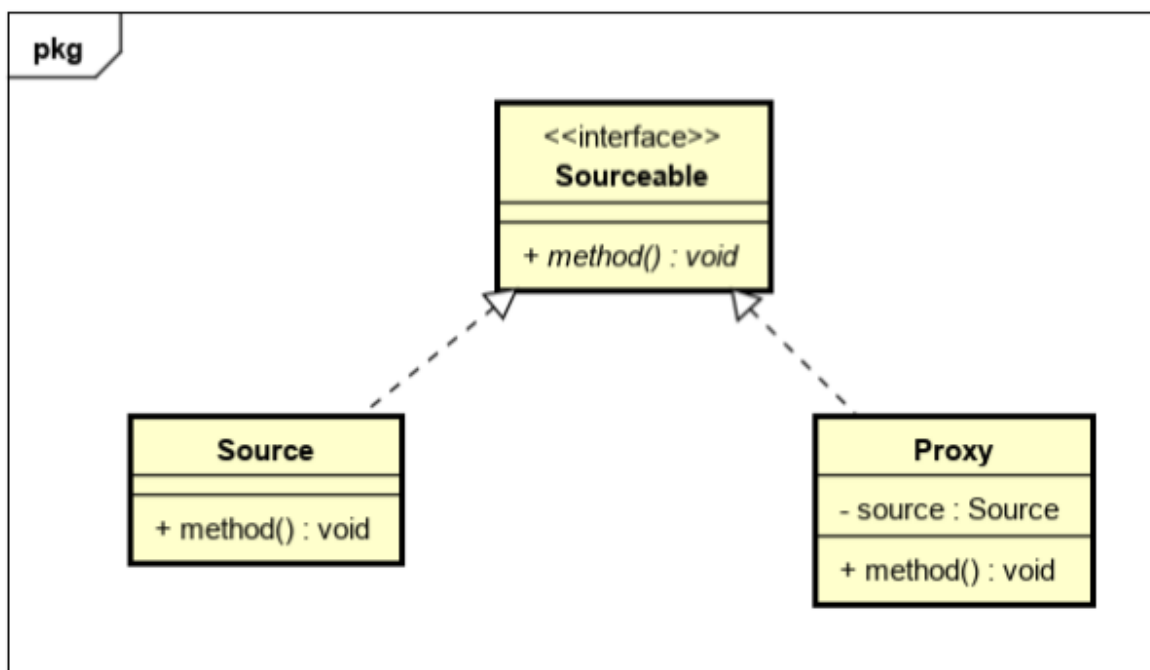 pkg
<<interface>>
Sourceable
+ method() : void
Source
+ method() : void
Proxy
- source : Source
+ method() : void